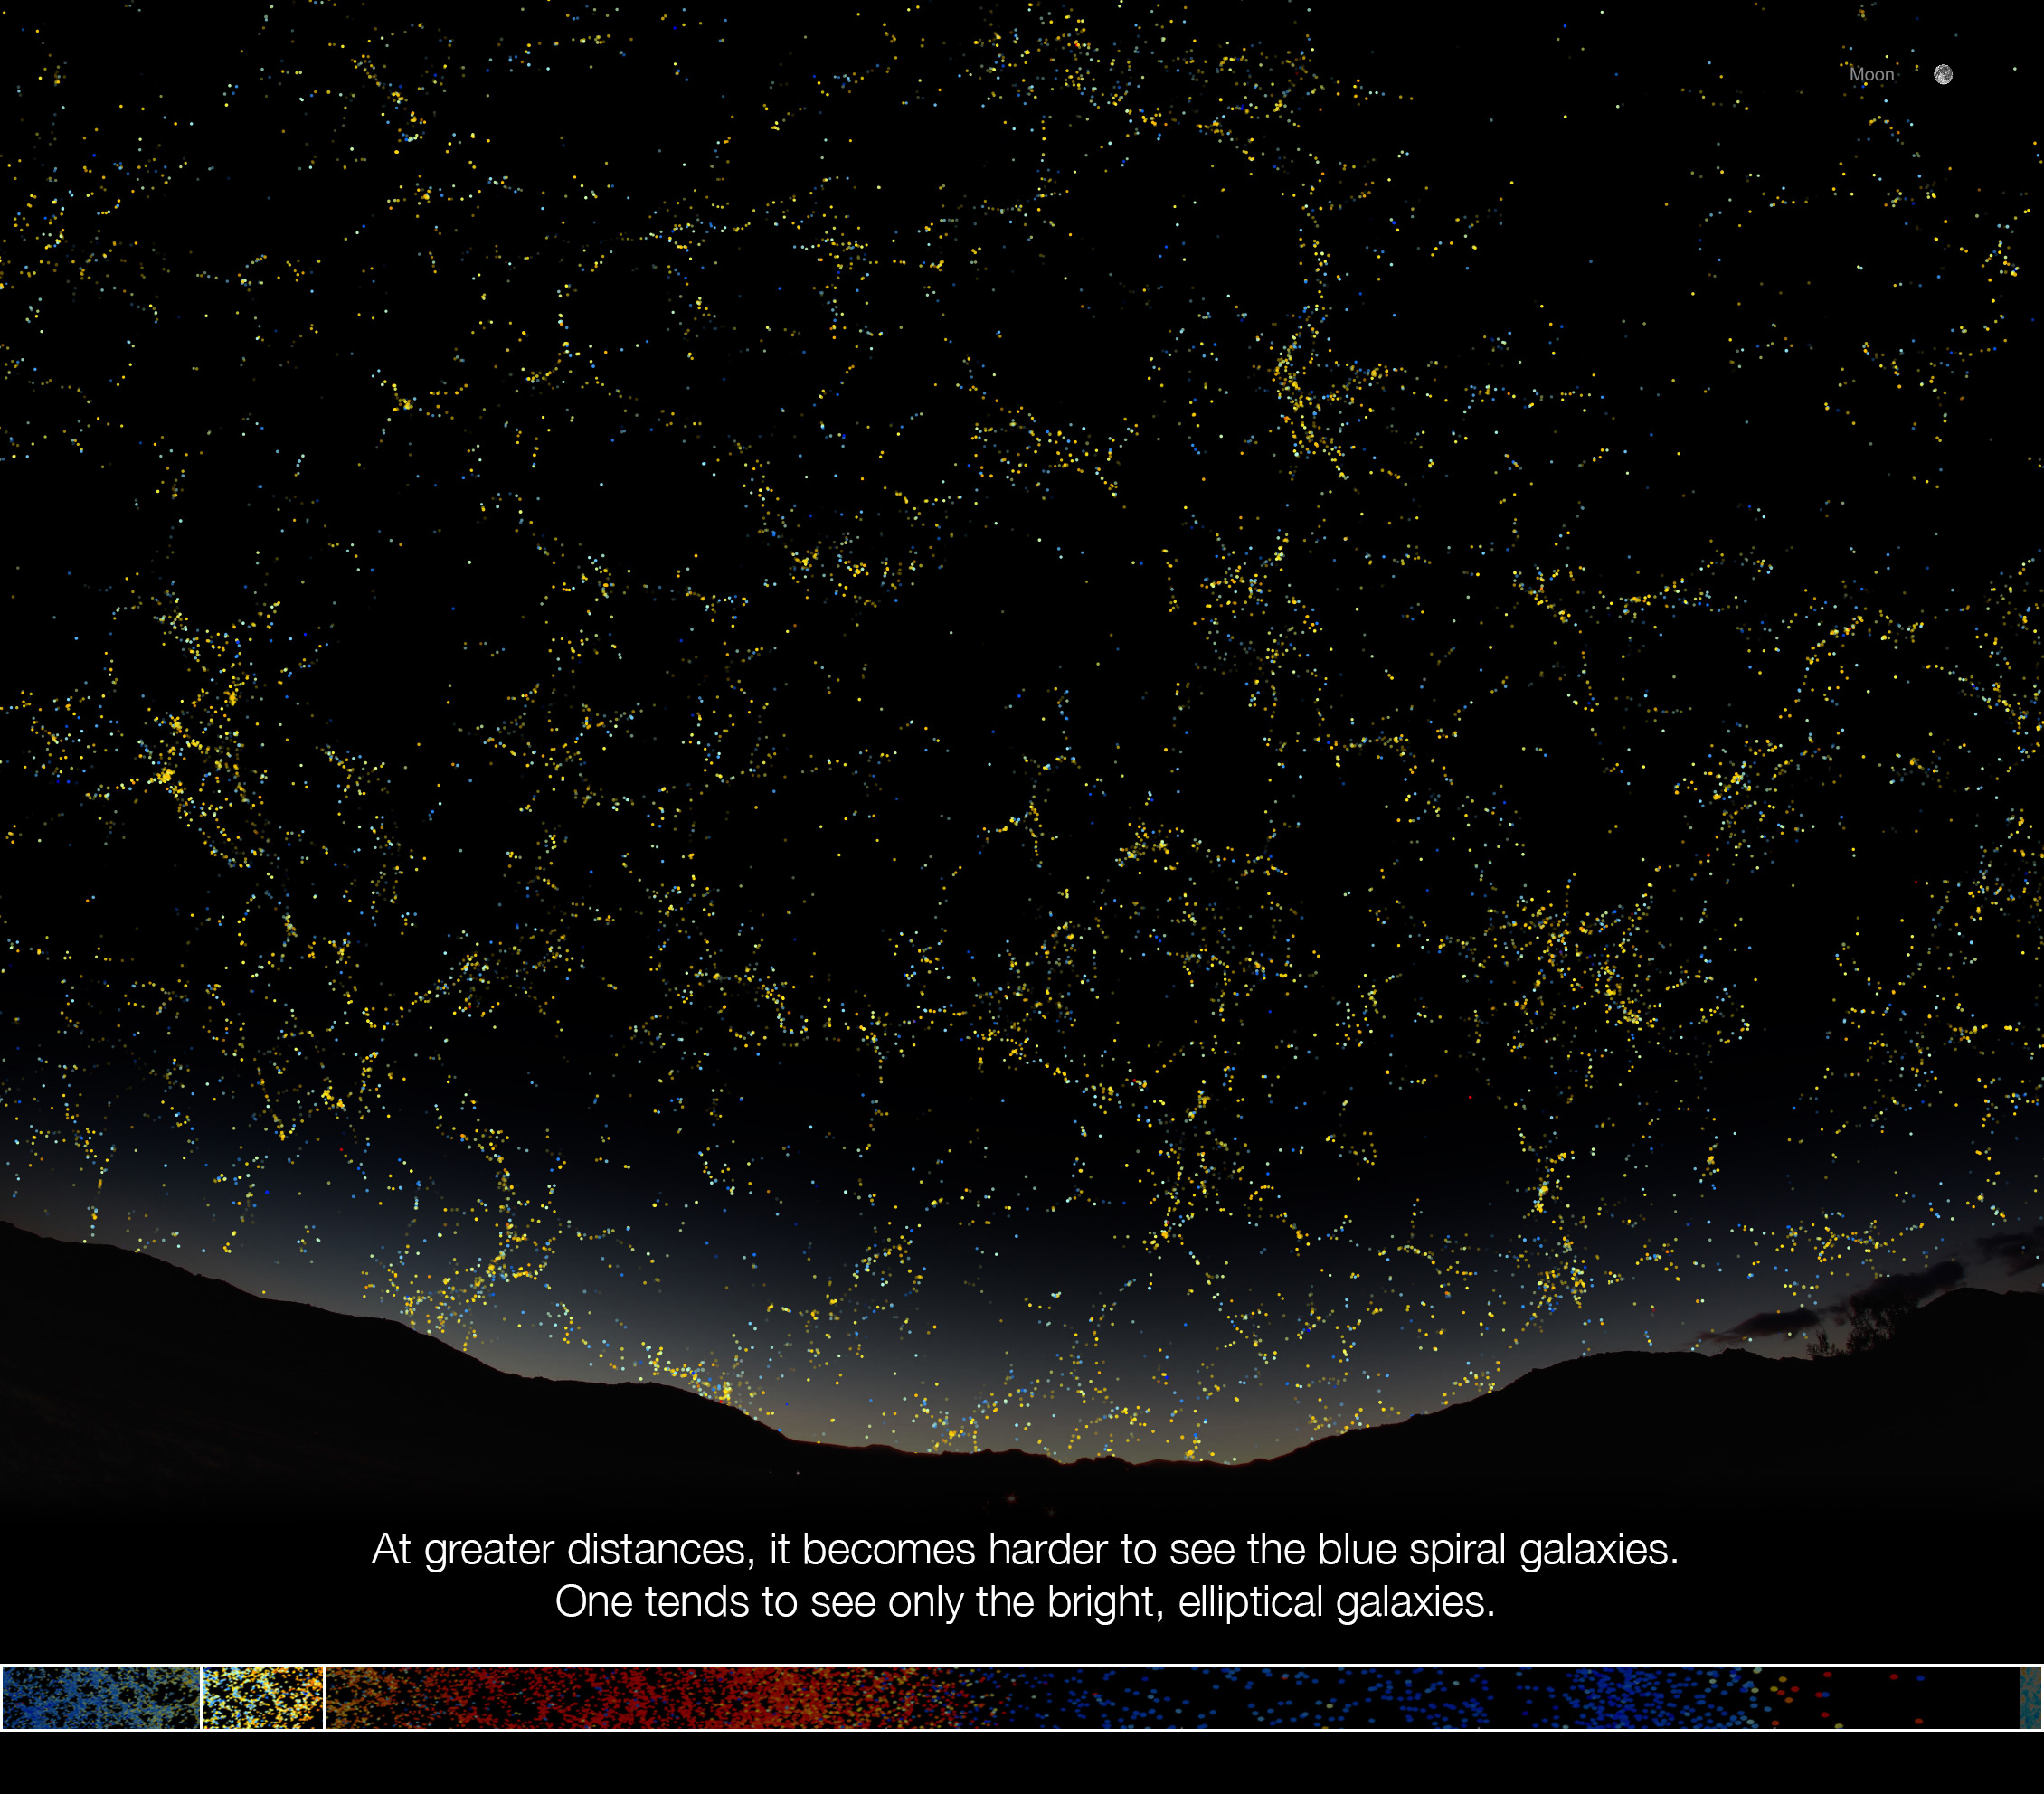 Moon
At greater distances, it becomes harder to see the blue spiral galaxies.
One tends to see only the bright, elliptical galaxies.